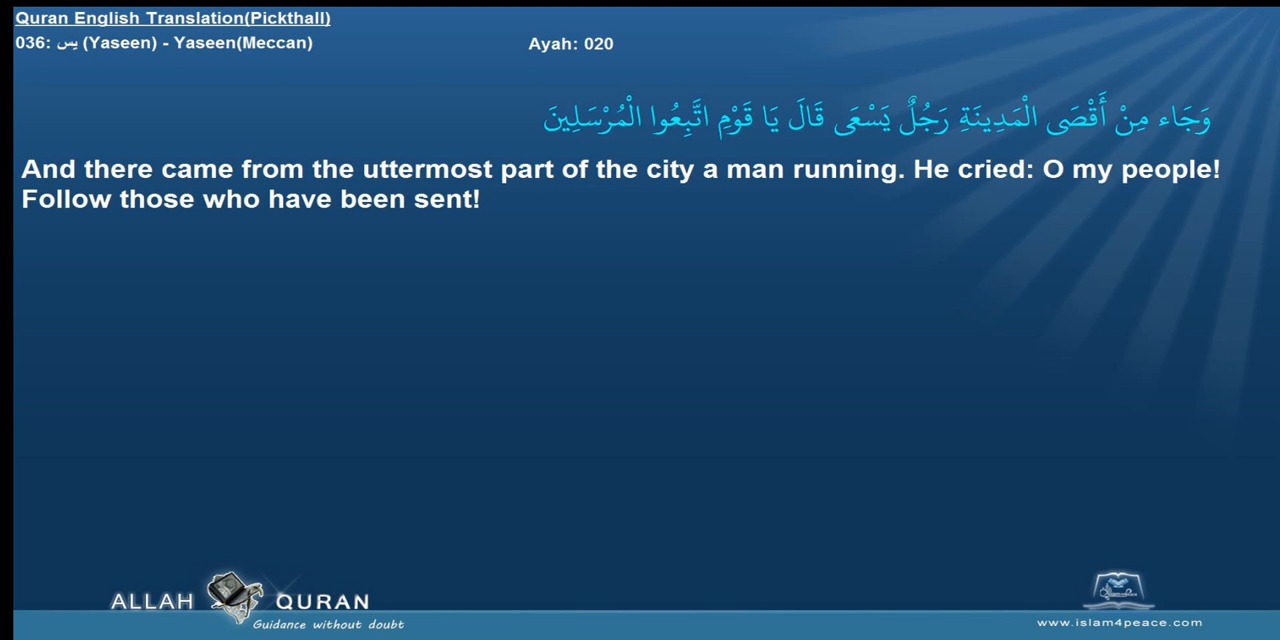 Quran English Translation(Pickthall)
036: يس (Yaseen) - Yaseen(Meccan)
Ayah: 020
وَجَاء مِنْ أَقْصَى الْمَدِينَةِ رَجُلٌ يَسْعَى قَالَ يَا قَوْمِ اتَّبِعُوا الْمُرْسَلِينَ
And there came from the uttermost part of the city a man running. He cried: O my people!
Follow those who have been sent!
ALLAH QURAN
Guidance without doubt
www.islam4peace.com